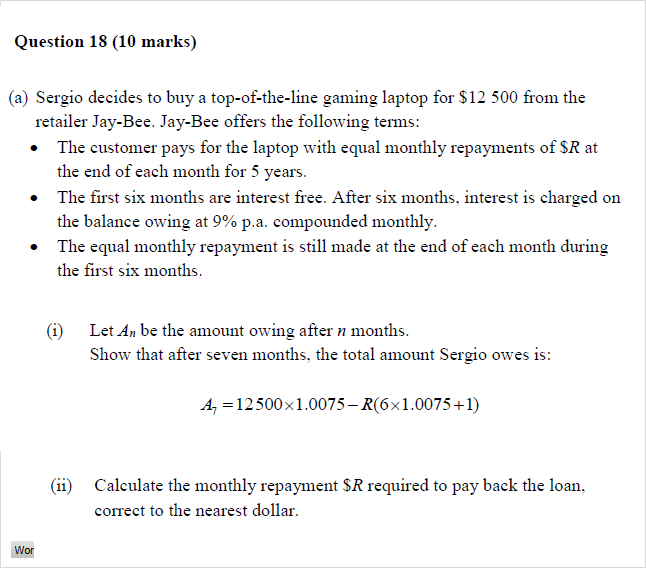 Question 18 (10 marks)
(a) Sergio decides to buy a top-of-the-line gaming laptop for $12 500 from the
retailer Jay-Bee. Jay-Bee offers the following terms:
• The customer pays for the laptop with equal monthly repayments of $R at
the end of each month for 5 years.
• The first six months are interest free. After six months, interest is charged on
the balance owing at 9% p.a. compounded monthly.
• The equal monthly repayment is still made at the end of each month during
the first six months.
(i) Let Aₙ be the amount owing after n months.
Show that after seven months, the total amount Sergio owes is:
A₇ = 12500×1.0075 – R(6×1.0075+1)
(ii) Calculate the monthly repayment $R required to pay back the loan,
correct to the nearest dollar.
Wor